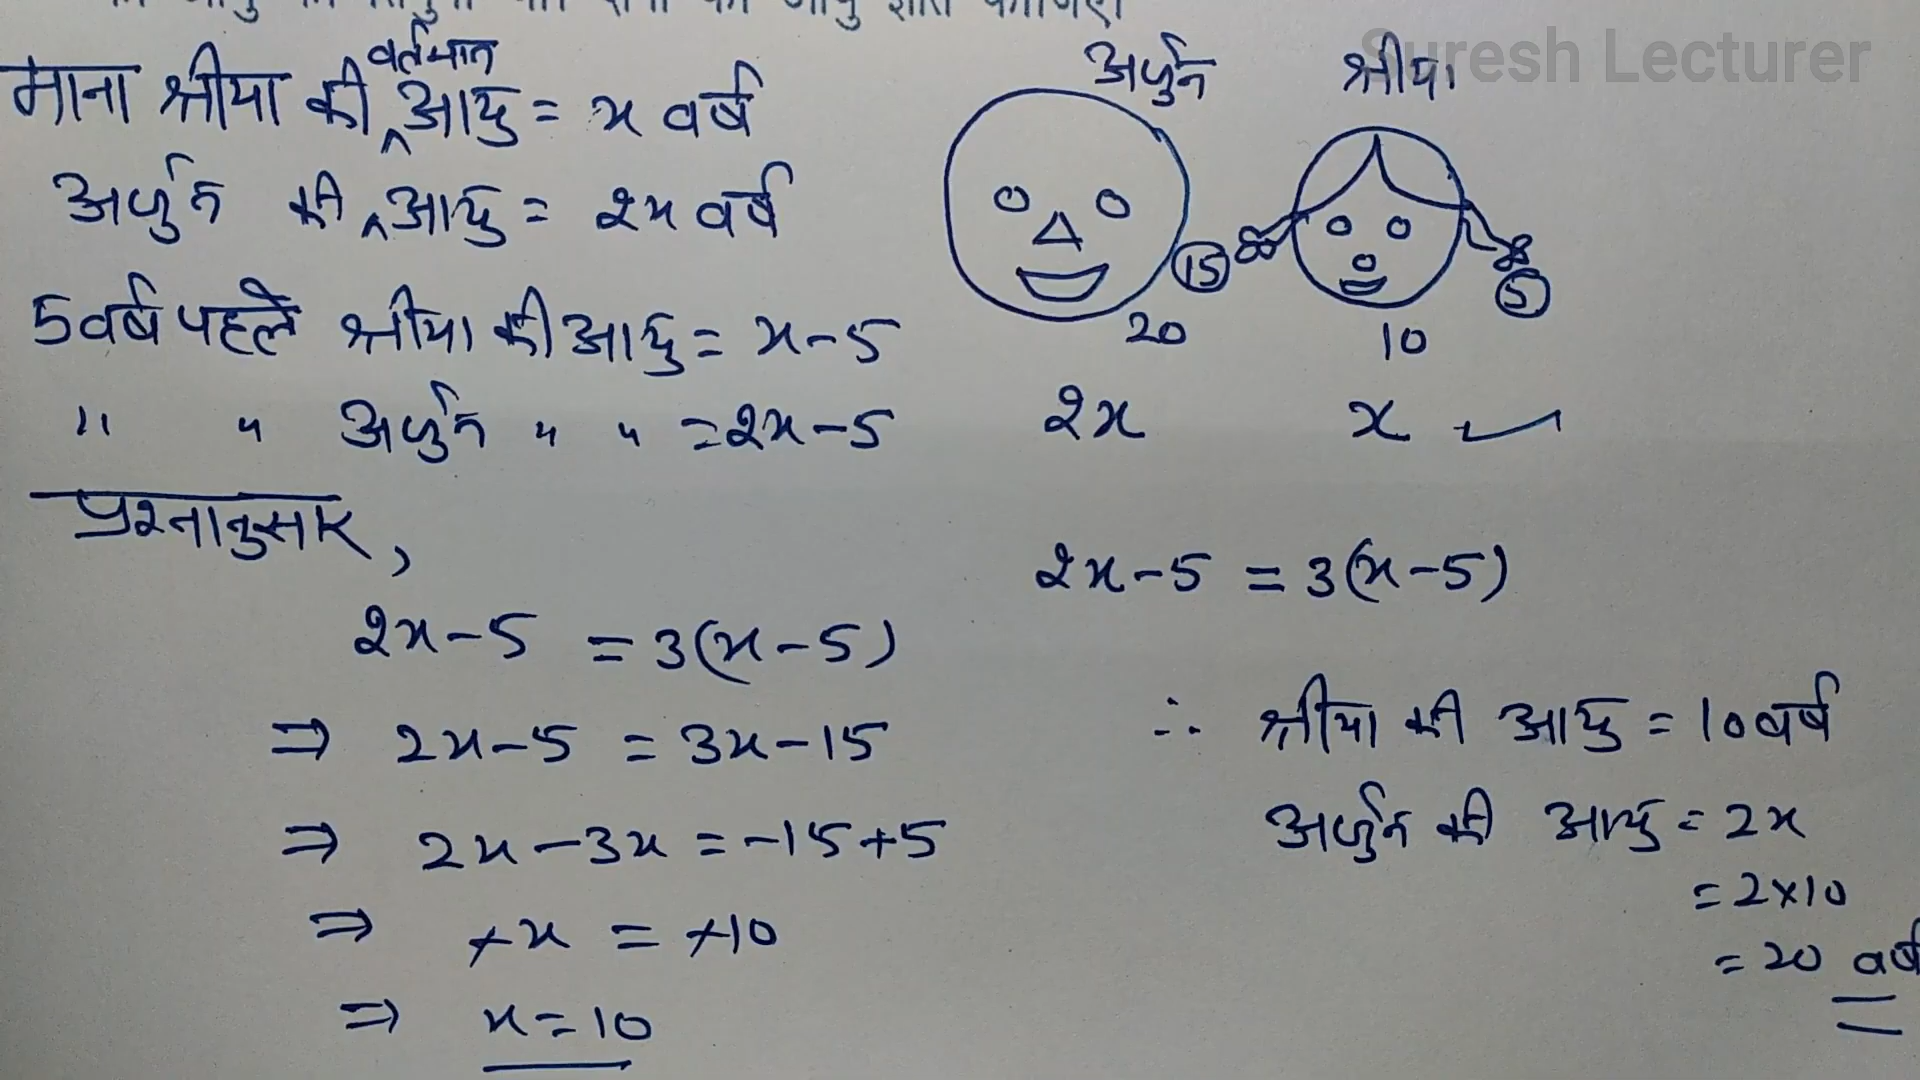 Suresh Lecturer
माना श्रीया की वर्तमान आयु = x वर्ष
अर्जुन की ^ आयु = 2x वर्ष
5 वर्ष पहले श्रीया की आयु = x-5
" " अर्जुन " " = 2x-5
प्रश्नानुसार,
2x-5 = 3(x-5)
⇒ 2x-5 = 3x-15
⇒ 2x-3x = -15+5
⇒ -x = -10
⇒ x=10
अर्जुन श्रीया
15 5
20 10
2x x ✓
2x-5 = 3(x-5)
∴ श्रीया की आयु = 10 वर्ष
अर्जुन की आयु = 2x
= 2×10
= 20 वर्ष